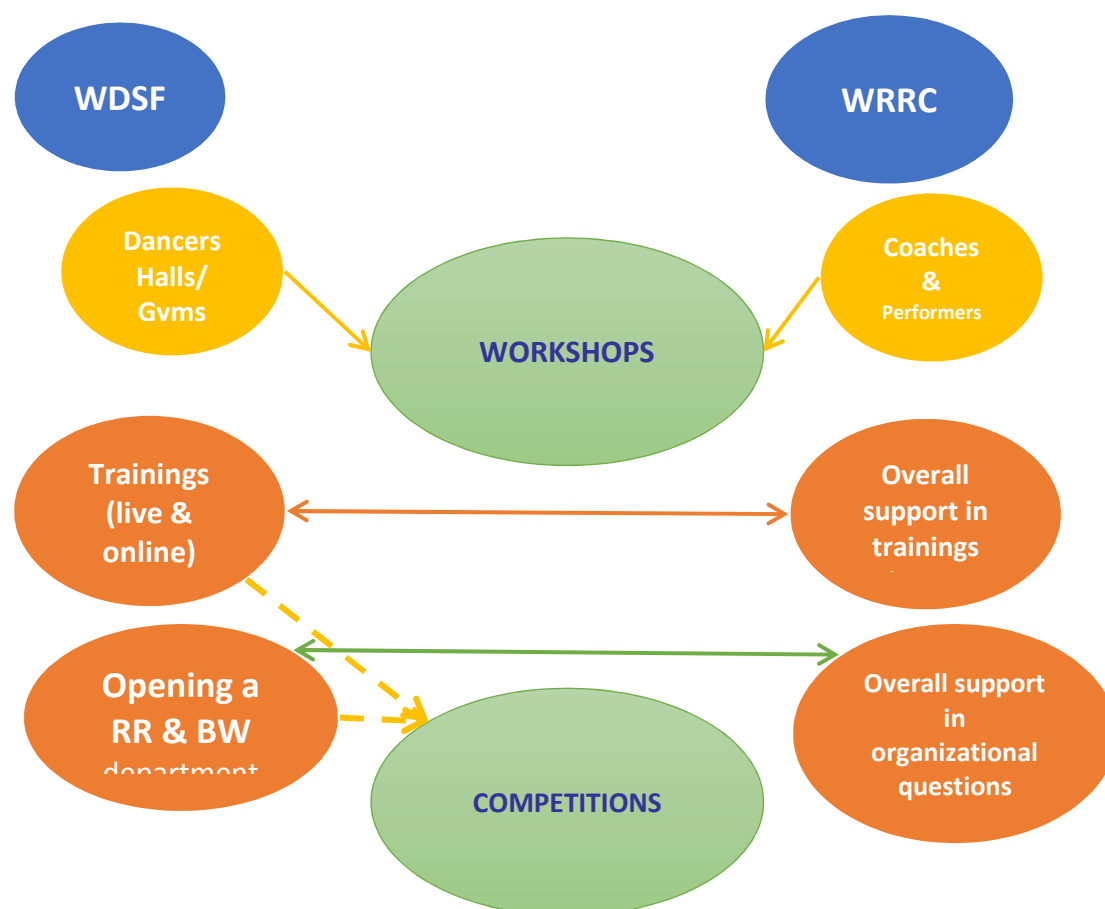 WDSF
WRRC
Dancers
Halls/
Gyms
Coaches
&
Performers
WORKSHOPS
Trainings
(live &
online)
Overall
support in
trainings
Opening a
RR & BW
department
Overall support
in
organizational
questions
COMPETITIONS